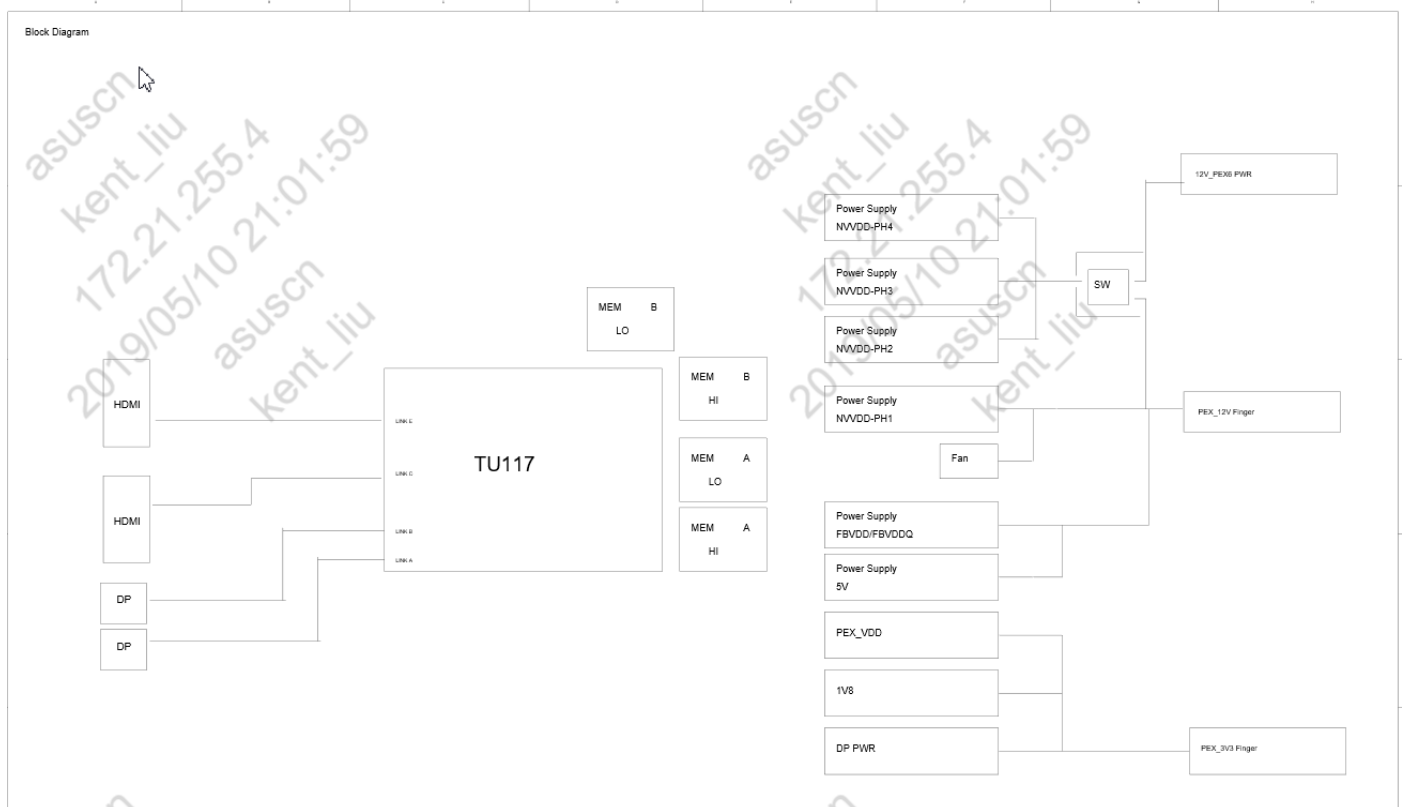 Block Diagram
asuscn
kent_liu
172.21.255.4
2019/05/10 21:01:59
asuscn
kent_liu
asuscn
kent_liu
172.21.255.4
2019/05/10 21:01:59
asuscn
kent_liu
HDMI
HDMI
DP
DP
LINK E
LINK C
LINK B
LINK A
TU117
MEM B
LO
MEM B
HI
MEM A
LO
MEM A
HI
Power Supply
NVVDD-PH4
Power Supply
NVVDD-PH3
Power Supply
NVVDD-PH2
Power Supply
NVVDD-PH1
Fan
Power Supply
FBVDD/FBVDDQ
Power Supply
5V
PEX_VDD
1V8
DP PWR
SW
12V_PEX6 PWR
PEX_12V Finger
PEX_3V3 Finger